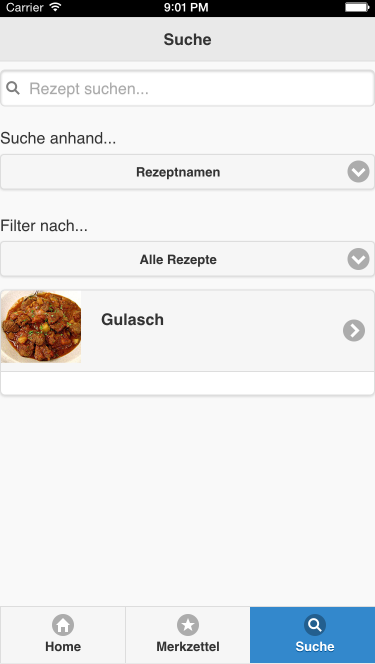 Carrier 9:01 PM
Suche
Rezept suchen...
Suche anhand...
Rezeptnamen
Filter nach...
Alle Rezepte
Gulasch
Home Merkzettel Suche